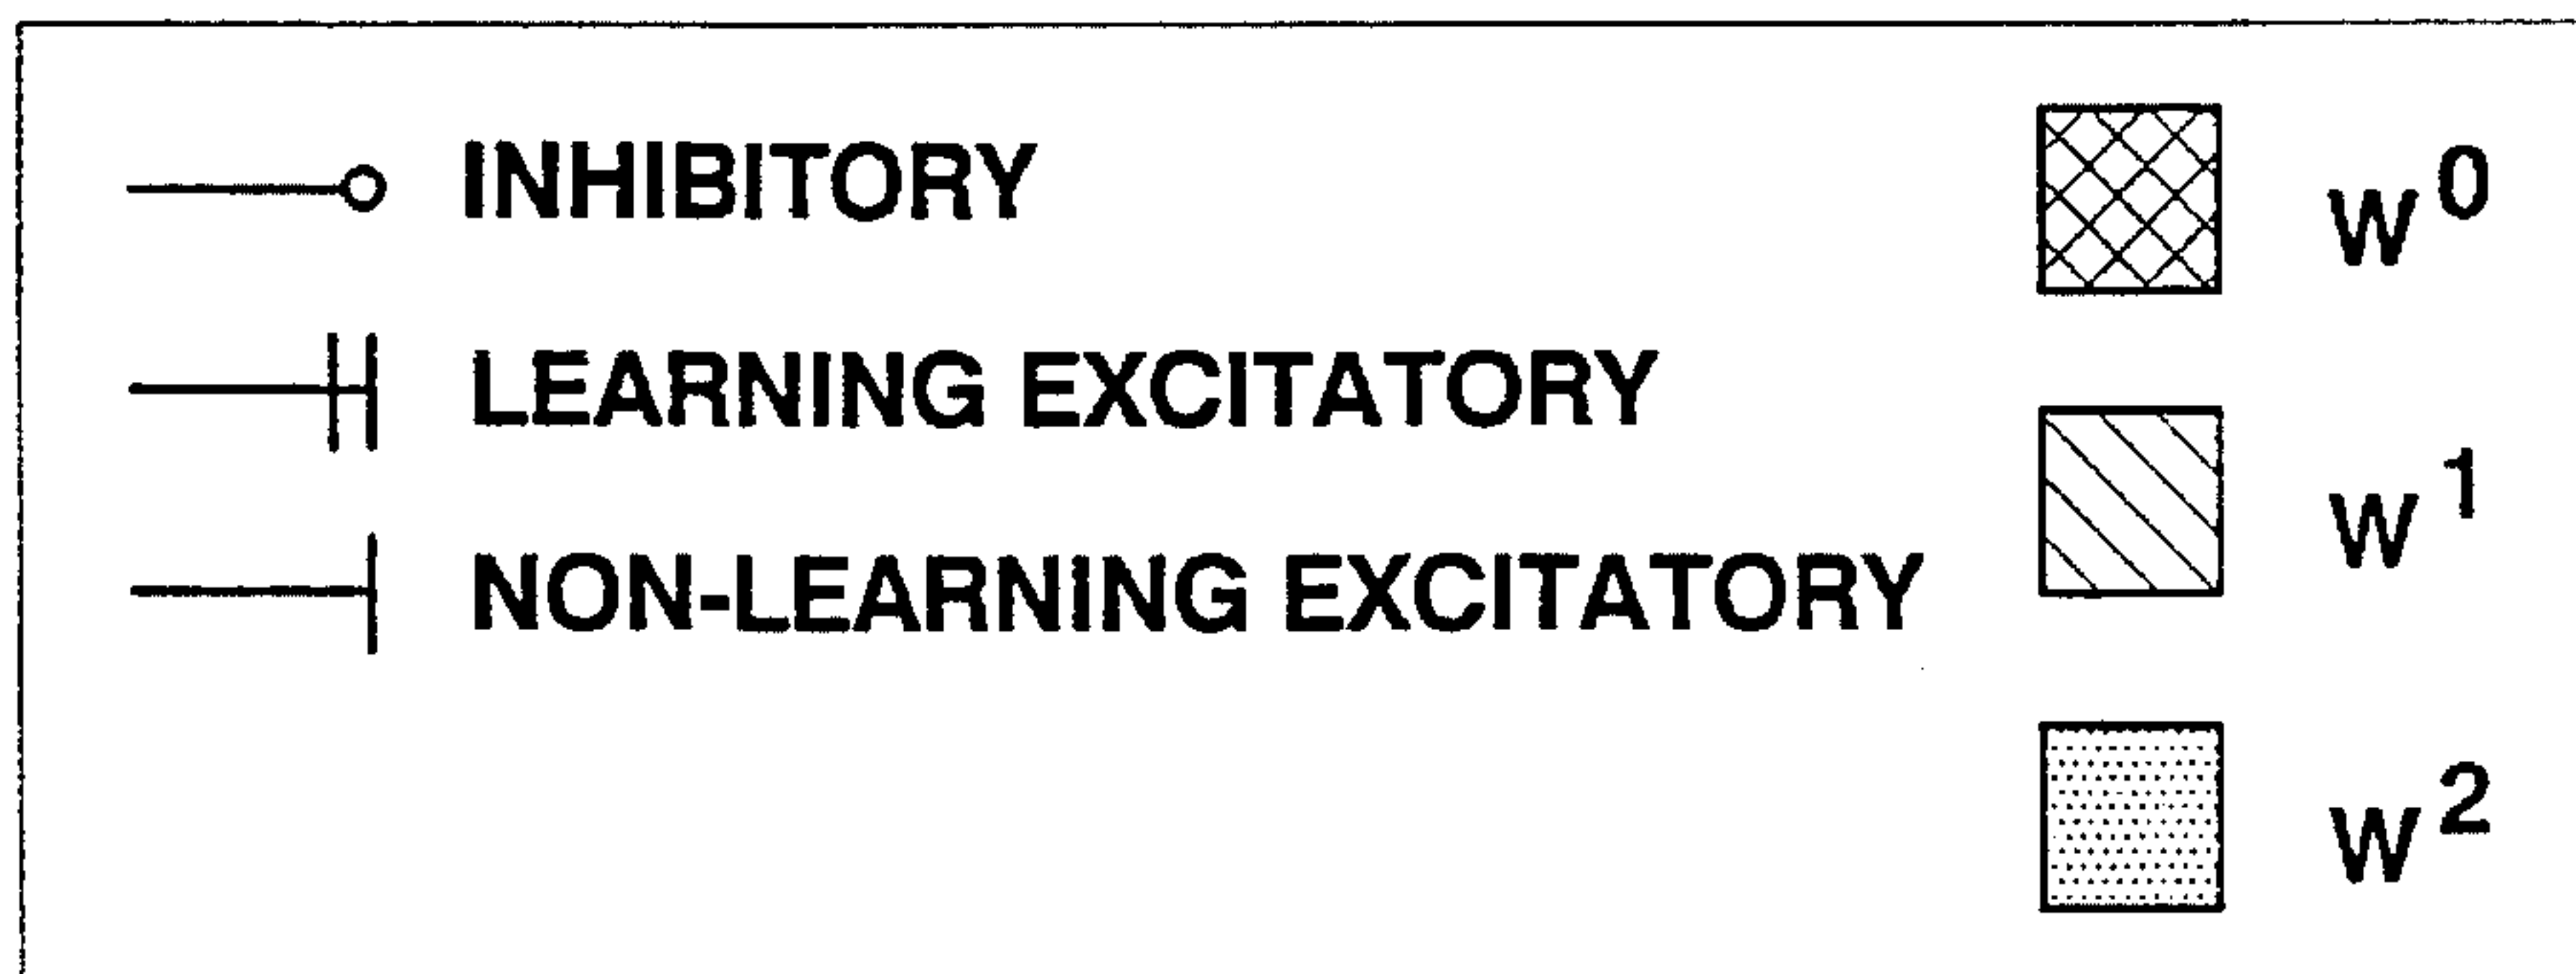 INHIBITORY
LEARNING EXCITATORY
NON-LEARNING EXCITATORY
W⁰
W¹
W²